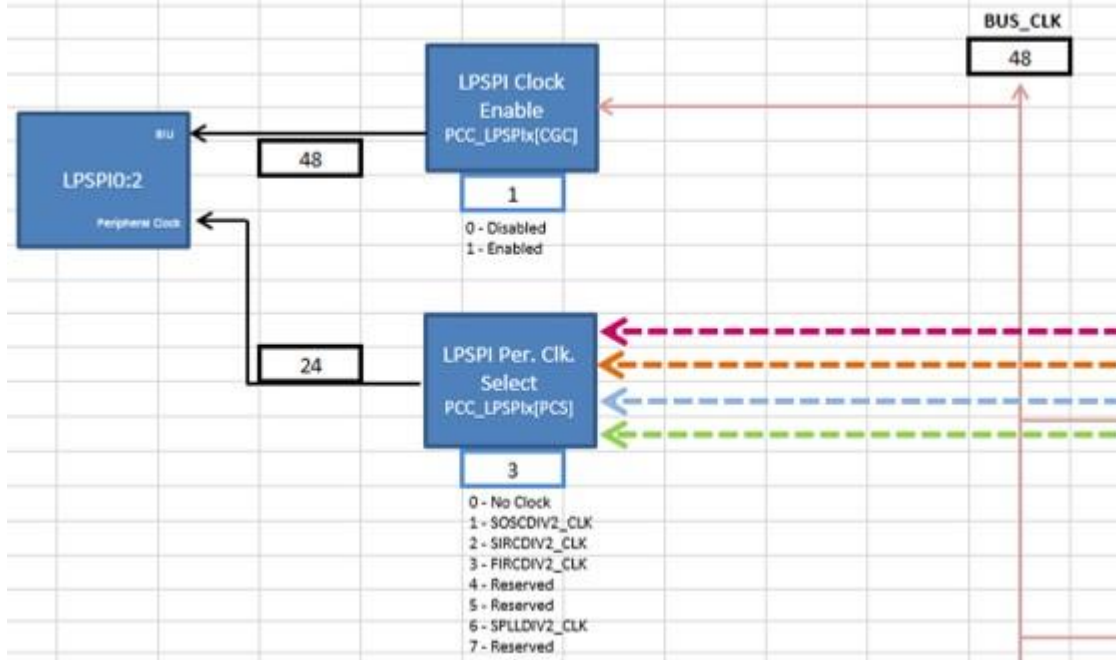 BUS_CLK
48
LPSPI Clock
Enable
PCC_LPSPIx[CGC]
1
0 - Disabled
1 - Enabled
BIU
48
LPSPI0:2
Peripheral Clock
24
LPSPI Per. Clk.
Select
PCC_LPSPIx[PCS]
3
0 - No Clock
1 - SOSCDIV2_CLK
2 - SIRCDIV2_CLK
3 - FIRCDIV2_CLK
4 - Reserved
5 - Reserved
6 - SPLLDIV2_CLK
7 - Reserved